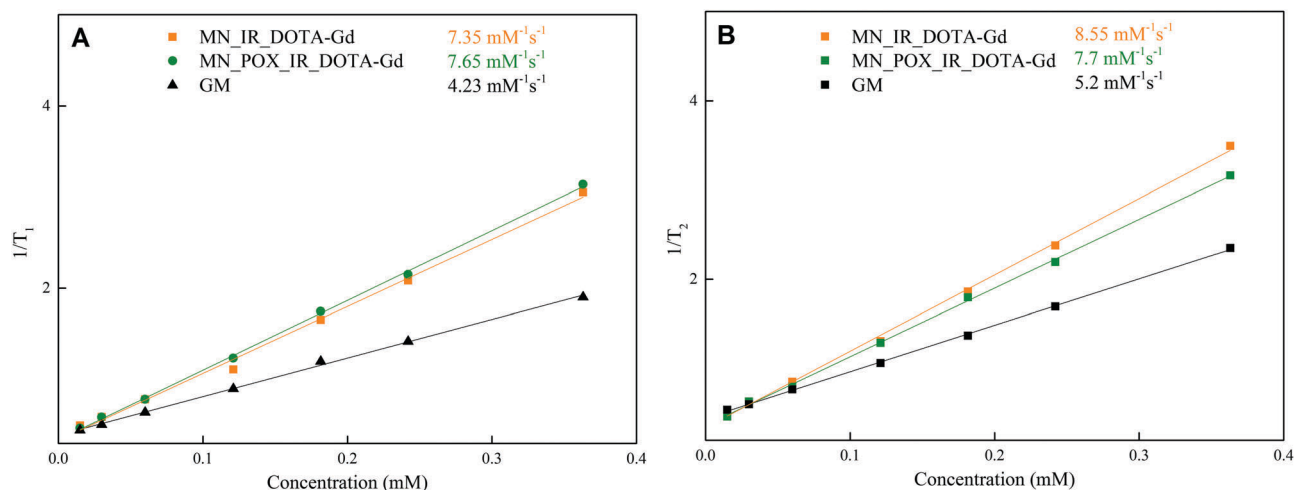 A
MN_IR_DOTA-Gd 7.35 mM⁻¹s⁻¹
MN_POX_IR_DOTA-Gd 7.65 mM⁻¹s⁻¹
GM 4.23 mM⁻¹s⁻¹
4
2
1/T₁
0.0 0.1 0.2 0.3 0.4
Concentration (mM)
B
MN_IR_DOTA-Gd 8.55 mM⁻¹s⁻¹
MN_POX_IR_DOTA-Gd 7.7 mM⁻¹s⁻¹
GM 5.2 mM⁻¹s⁻¹
4
2
1/T₂
0.0 0.1 0.2 0.3 0.4
Concentration (mM)